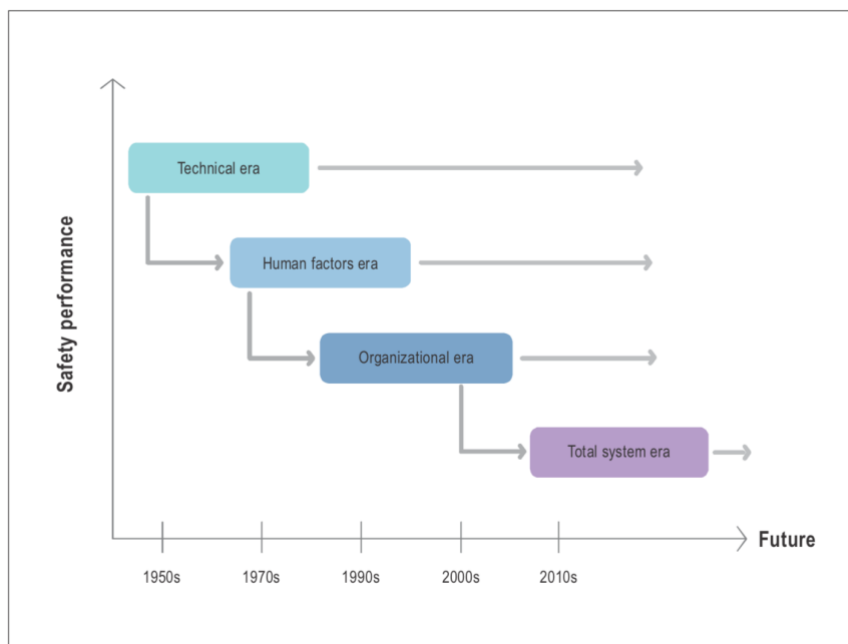 Safety performance
Technical era
Human factors era
Organizational era
Total system era
Future
1950s
1970s
1990s
2000s
2010s